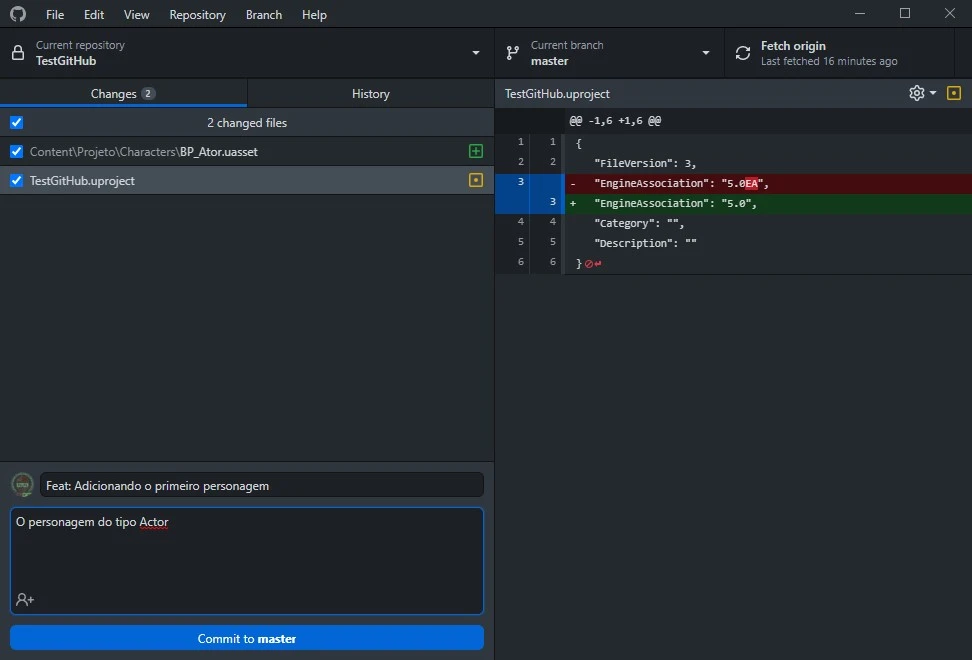 File Edit View Repository Branch Help
Current repository
TestGitHub
Current branch
master
Fetch origin
Last fetched 16 minutes ago
Changes 2
History
TestGitHub.uproject
2 changed files
Content\Projeto\Characters\BP_Ator.uasset
TestGitHub.uproject
@@ -1,6 +1,6 @@
1 1 {
2 2 "FileVersion": 3,
3 - "EngineAssociation": "5.0EA",
3 + "EngineAssociation": "5.0",
4 4 "Category": "",
5 5 "Description": ""
6 6 }
Feat: Adicionando o primeiro personagem
O personagem do tipo Actor
Commit to master